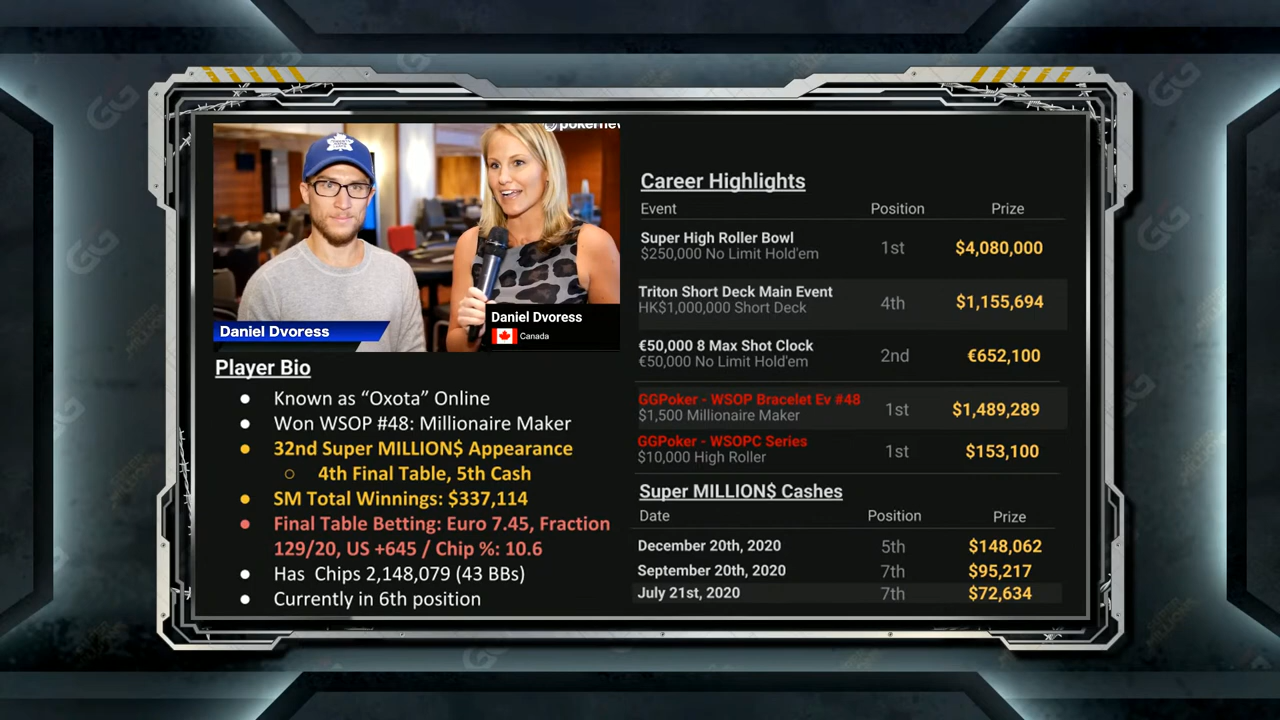 pokernew
Daniel Dvoress
Daniel Dvoress
Canada
Player Bio
Known as “Oxota” Online
Won WSOP #48: Millionaire Maker
32nd Super MILLION$ Appearance
4th Final Table, 5th Cash
SM Total Winnings: $337,114
Final Table Betting: Euro 7.45, Fraction
129/20, US +645 / Chip %: 10.6
Has Chips 2,148,079 (43 BBs)
Currently in 6th position
Career Highlights
Event Position Prize
Super High Roller Bowl
$250,000 No Limit Hold'em 1st $4,080,000
Triton Short Deck Main Event
HK$1,000,000 Short Deck 4th $1,155,694
€50,000 8 Max Shot Clock
€50,000 No Limit Hold'em 2nd €652,100
GGPoker - WSOP Bracelet Ev #48
$1,500 Millionaire Maker 1st $1,489,289
GGPoker - WSOPC Series
$10,000 High Roller 1st $153,100
Super MILLION$ Cashes
Date Position Prize
December 20th, 2020 5th $148,062
September 20th, 2020 7th $95,217
July 21st, 2020 7th $72,634